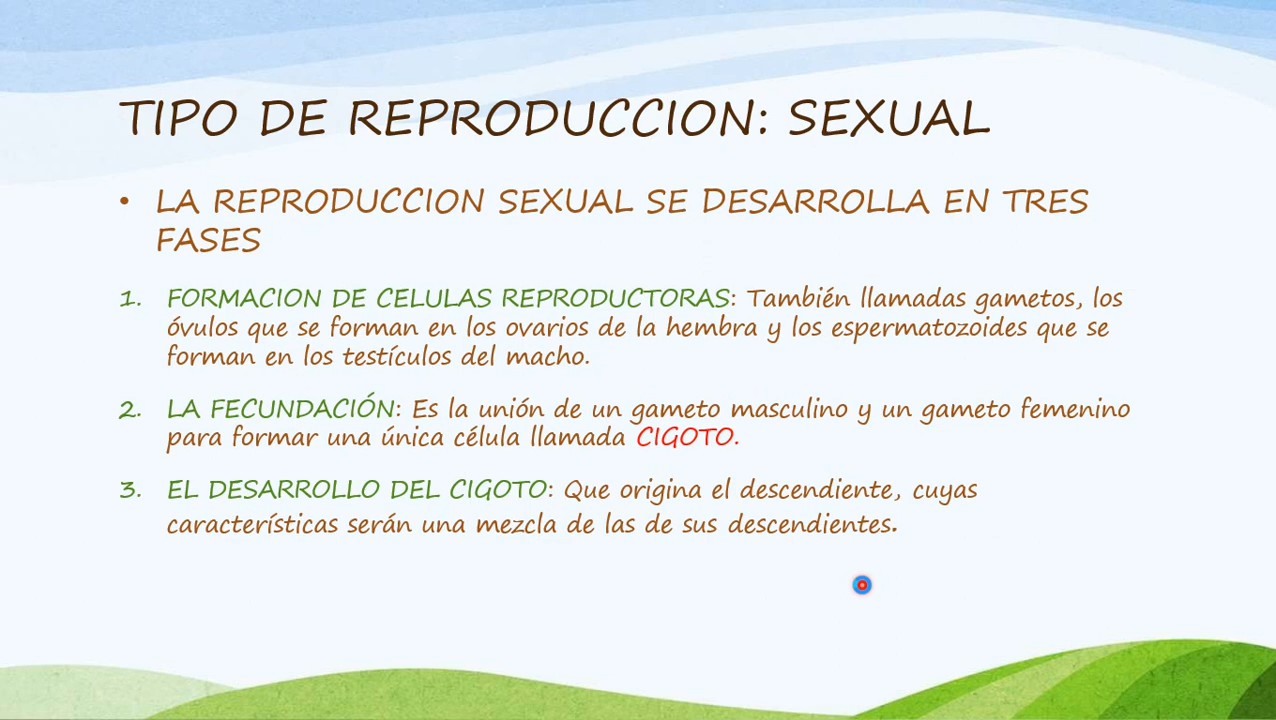 TIPO DE REPRODUCCION: SEXUAL
• LA REPRODUCCION SEXUAL SE DESARROLLA EN TRES
FASES
1. FORMACION DE CELULAS REPRODUCTORAS: También llamadas gametos, los
óvulos que se forman en los ovarios de la hembra y los espermatozoides que se
forman en los testículos del macho.
2. LA FECUNDACIÓN: Es la unión de un gameto masculino y un gameto femenino
para formar una única célula llamada CIGOTO.
3. EL DESARROLLO DEL CIGOTO: Que origina el descendiente, cuyas
características serán una mezcla de las de sus descendientes.